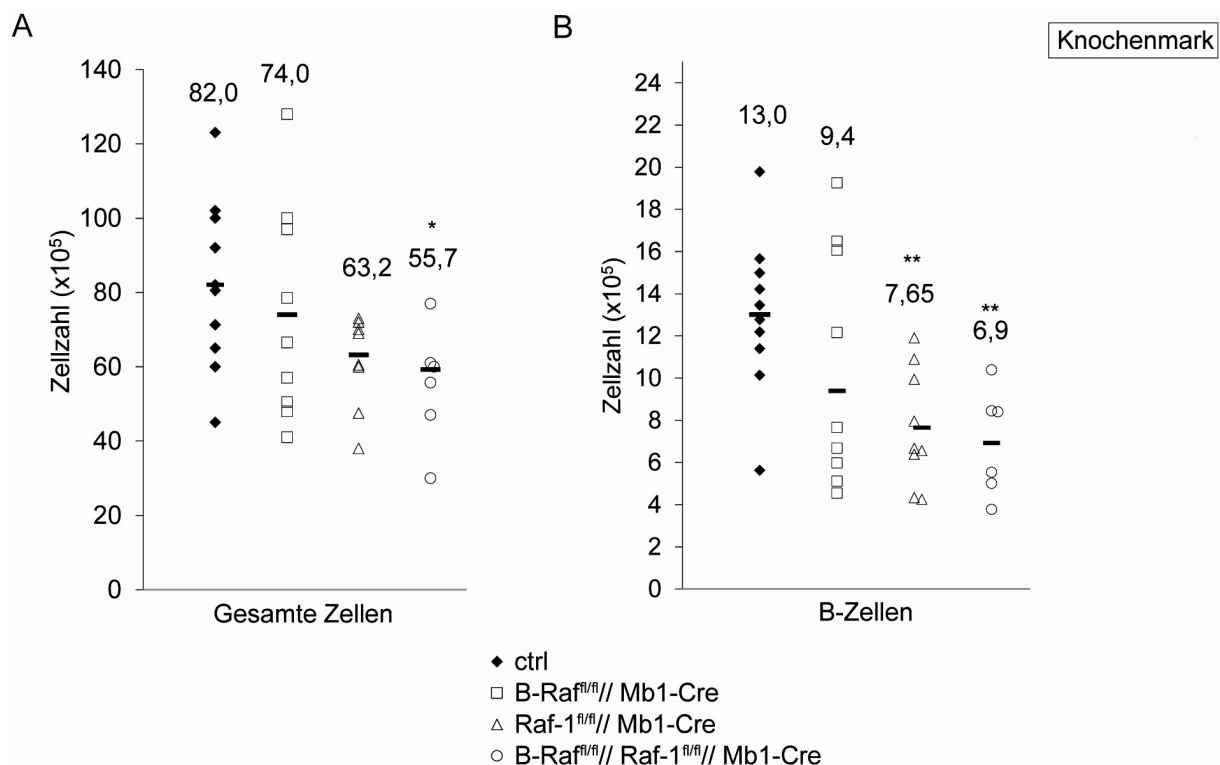 A
B
Knochenmark
140
120
100
80
60
40
20
0
Zellzahl (x10⁵)
82,0
74,0
63,2
*
55,7
Gesamte Zellen
24
22
20
18
16
14
12
10
8
6
4
2
0
Zellzahl (x10⁵)
13,0
9,4
**
7,65
**
6,9
B-Zellen
ctrl
B-Raf^fl/fl// Mb1-Cre
Raf-1^fl/fl// Mb1-Cre
B-Raf^fl/fl// Raf-1^fl/fl// Mb1-Cre